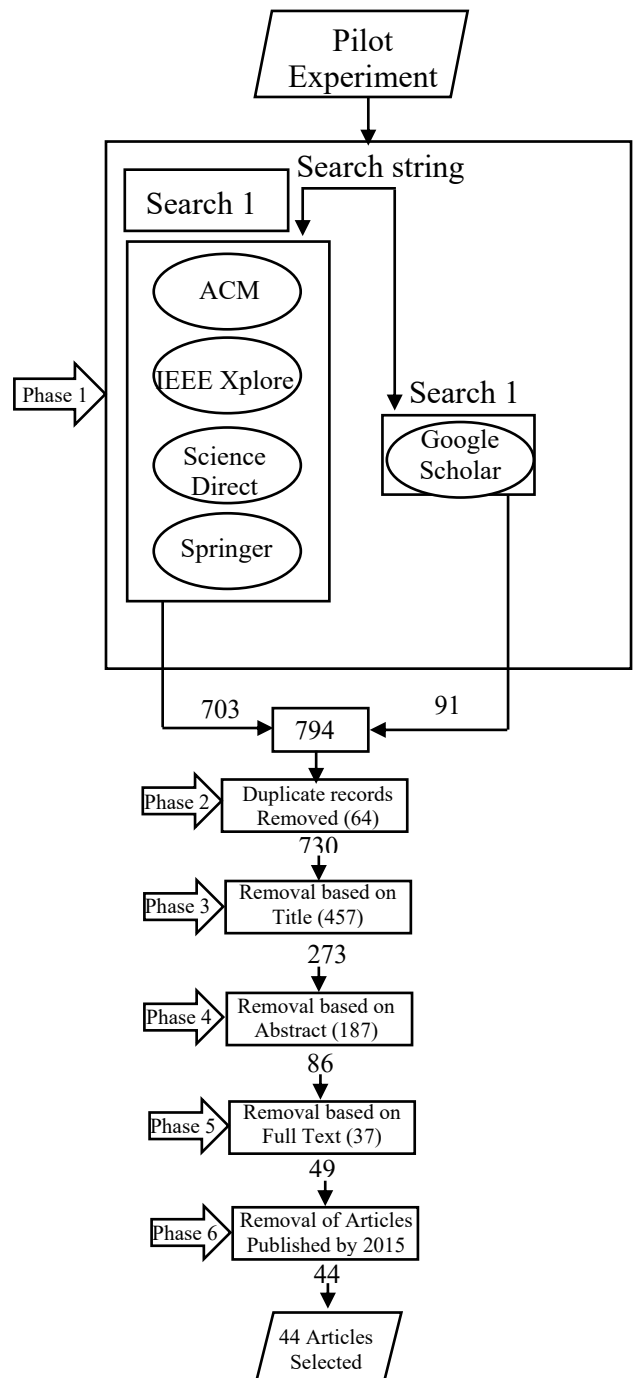 Pilot
Experiment
Search string
Search 1
ACM
IEEE Xplore
Science
Direct
Springer
Phase 1
Search 1
Google
Scholar
703
794
91
Phase 2
Duplicate records
Removed (64)
730
Phase 3
Removal based on
Title (457)
273
Phase 4
Removal based on
Abstract (187)
86
Phase 5
Removal based on
Full Text (37)
49
Phase 6
Removal of Articles
Published by 2015
44
44 Articles
Selected